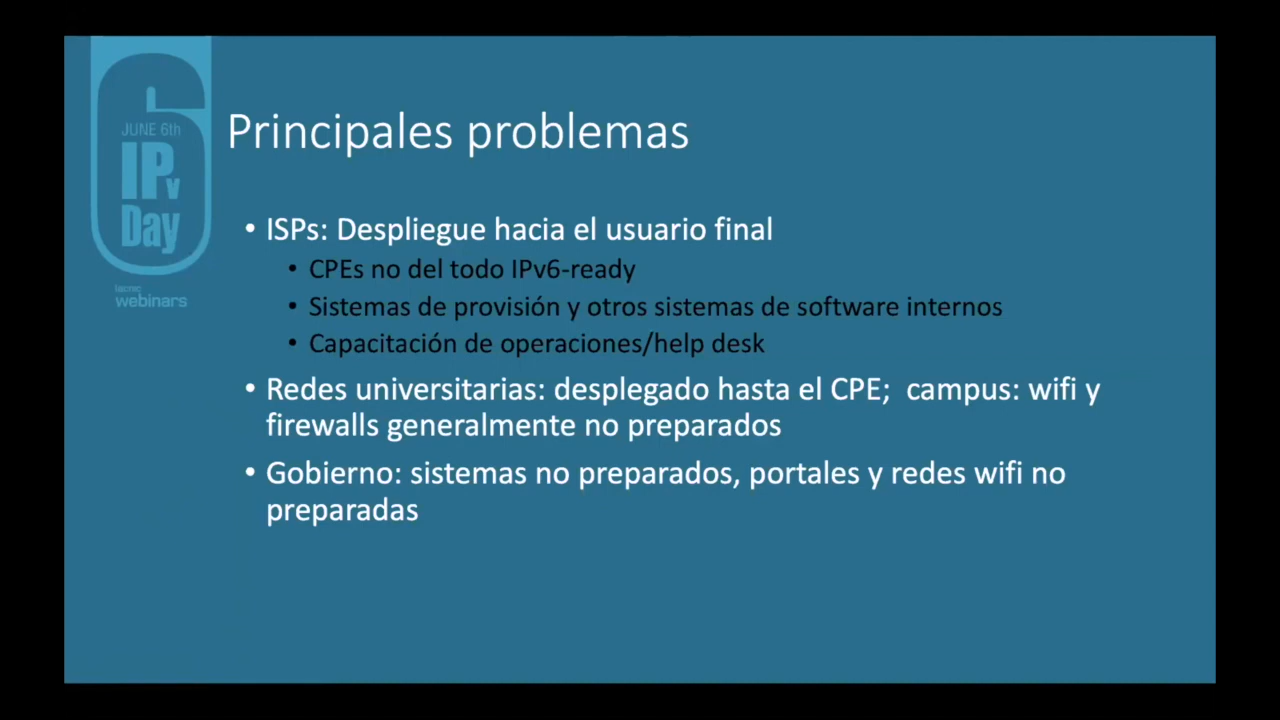 6
JUNE 6th
IPv
Day
lacnic
webinars
Principales problemas
• ISPs: Despliegue hacia el usuario final
• CPEs no del todo IPv6-ready
• Sistemas de provisión y otros sistemas de software internos
• Capacitación de operaciones/help desk
• Redes universitarias: desplegado hasta el CPE; campus: wifi y
firewalls generalmente no preparados
• Gobierno: sistemas no preparados, portales y redes wifi no
preparadas